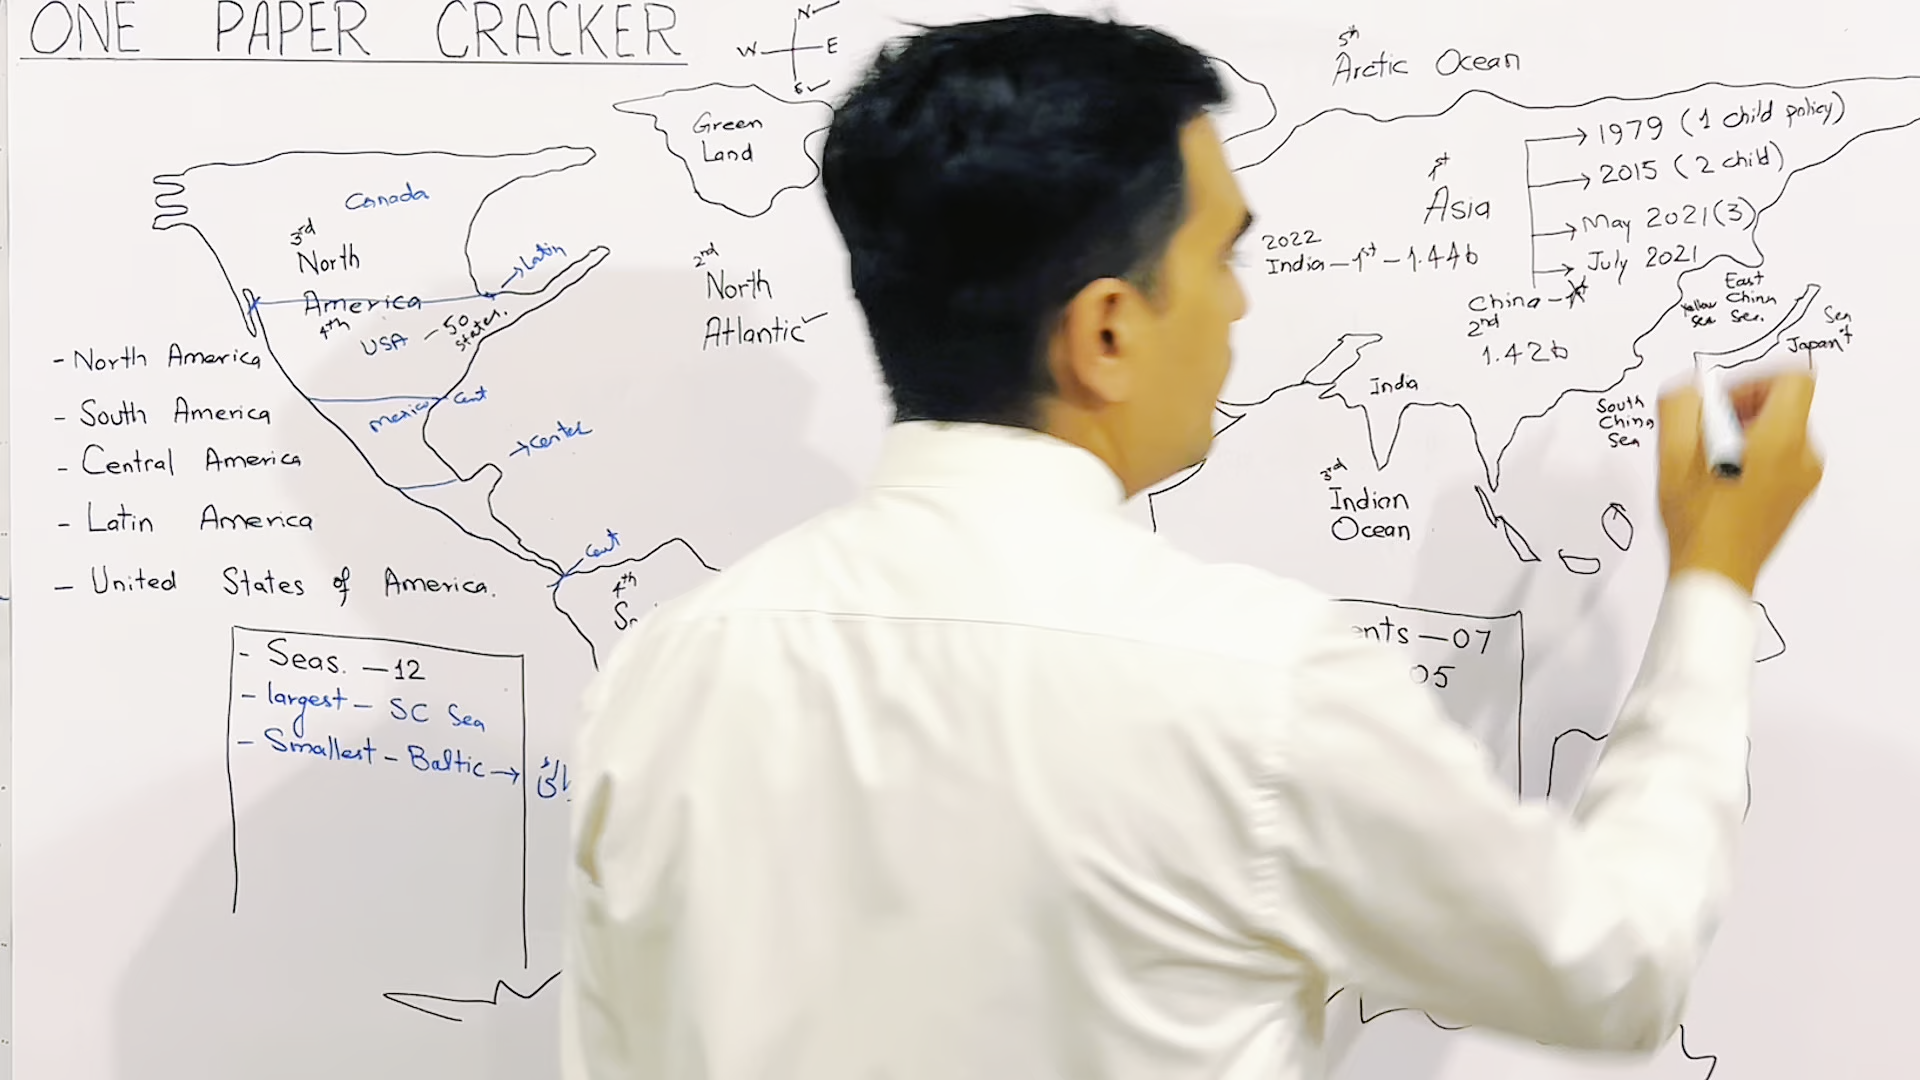 ONE PAPER CRACKER
N
W E
S
Green
Land
Canada
3rd
North
America
4th
USA - 50
States.
Latin
Mexico
Cent
Center
Cent
4th
2nd
North
Atlantic
- North America
- South America
- Central America
- Latin America
- United States of America.
- Seas. - 12
- largest - SC Sea
- Smallest - Baltic →
5th
Arctic Ocean
1st
Asia
→ 1979 (1 child policy)
→ 2015 (2 child)
→ May 2021(3)
→ July 2021
2022
India - 1st - 1.44b
China - 1st
2nd
1.42b
East
China
Sea.
Yellow
Sea
Sea
of
Japan
India
South
China
Sea
3rd
Indian
Ocean
ents - 07
05